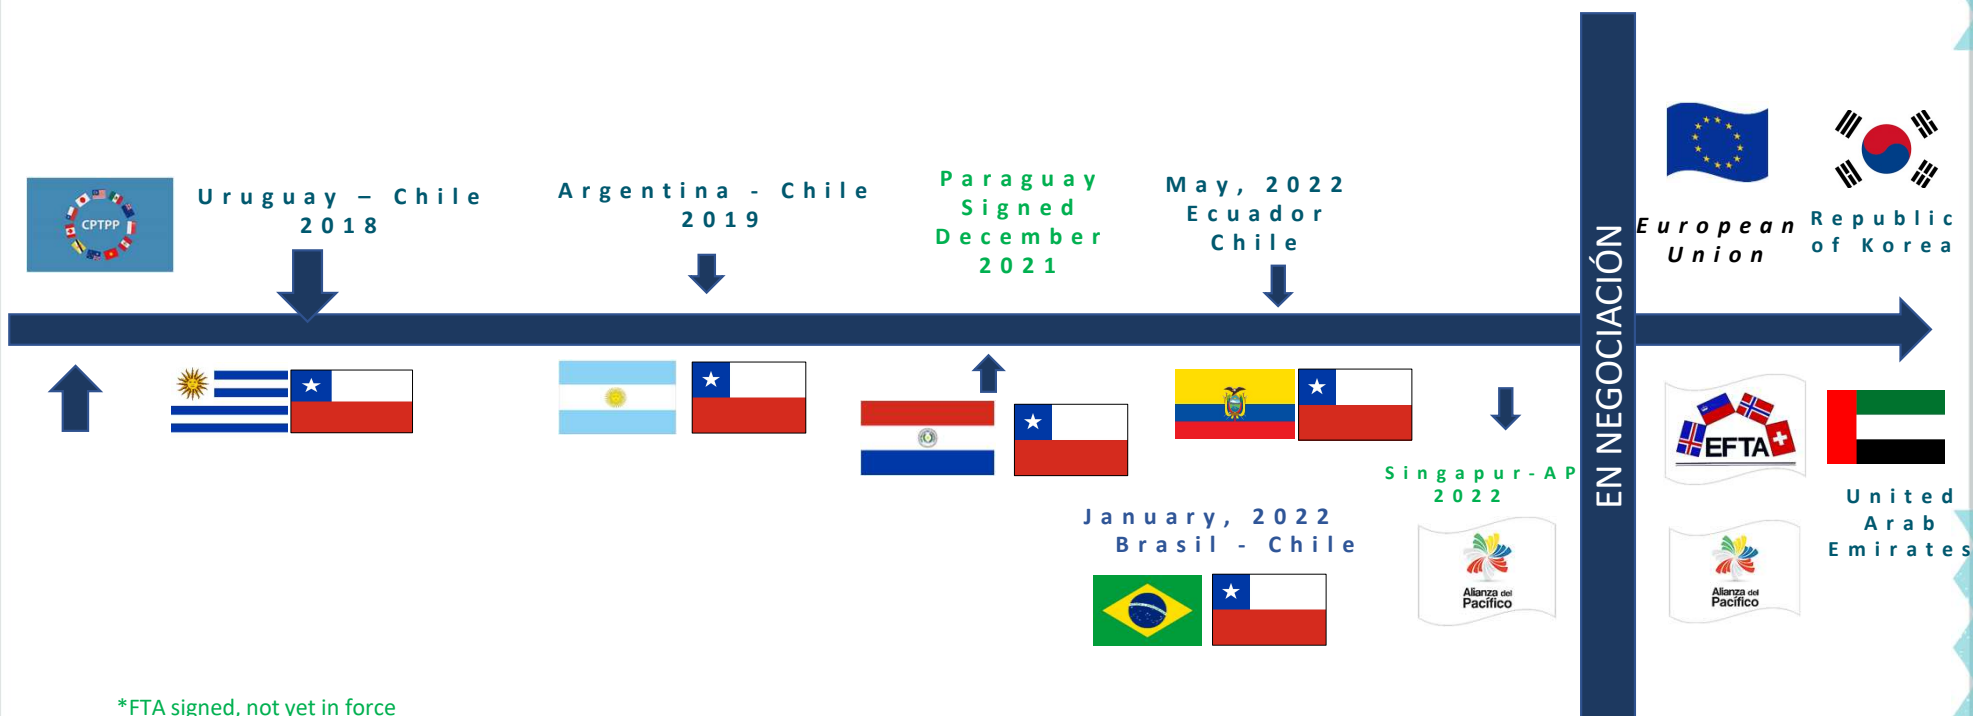 CPTPP
Uruguay – Chile
2018
Argentina - Chile
2019
Paraguay
Signed
December
2021
May, 2022
Ecuador
Chile
January, 2022
Brasil - Chile
Singapur-AP
2022
Alianza del
Pacífico
EN NEGOCIACIÓN
European
Union
Republic
of Korea
EFTA
United
Arab
Emirates
Alianza del
Pacífico
*FTA signed, not yet in force